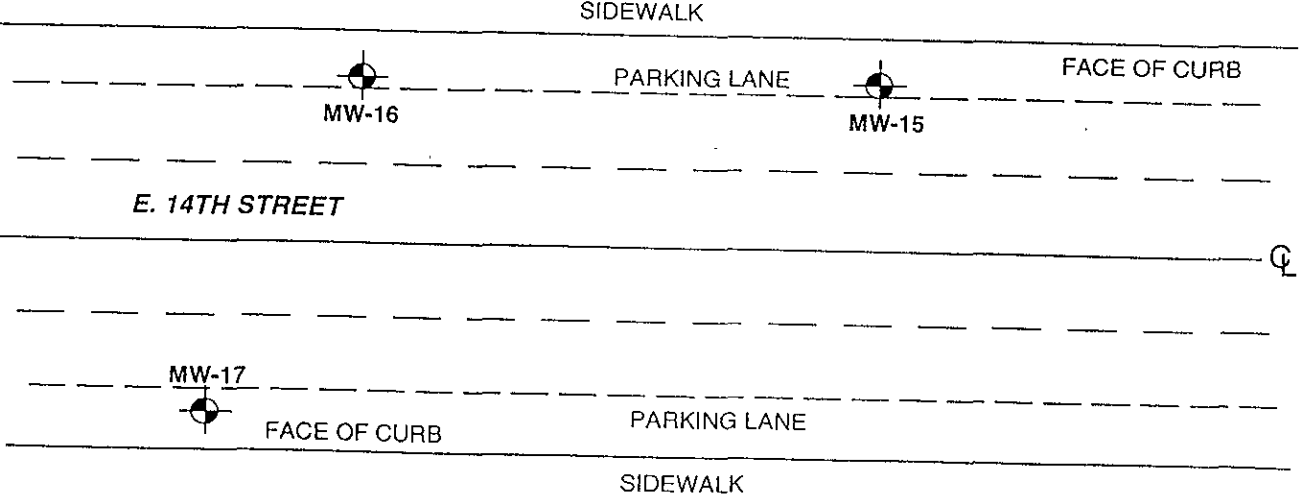 SIDEWALK
FACE OF CURB
PARKING LANE
MW-16
MW-15
E. 14TH STREET
CL
MW-17
PARKING LANE
FACE OF CURB
SIDEWALK